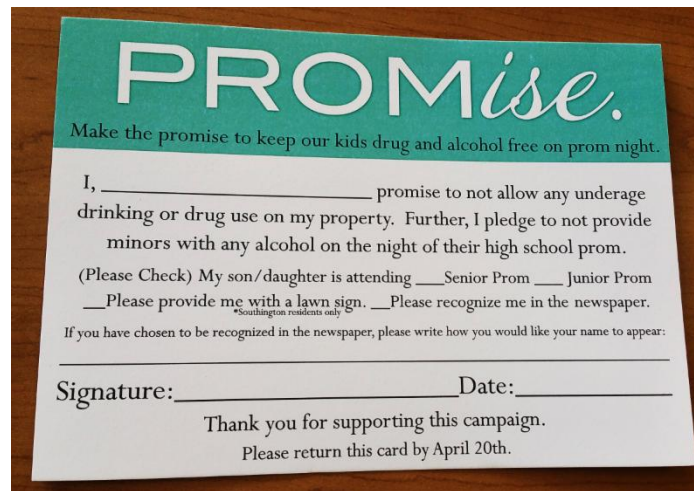 PROMise.
Make the promise to keep our kids drug and alcohol free on prom night.
I, ______________________ promise to not allow any underage
drinking or drug use on my property. Further, I pledge to not provide
minors with any alcohol on the night of their high school prom.
(Please Check) My son/daughter is attending ___Senior Prom ___ Junior Prom
__Please provide me with a lawn sign. __Please recognize me in the newspaper.
*Southington residents only
If you have chosen to be recognized in the newspaper, please write how you would like your name to appear:
Signature:______________________Date:____________
Thank you for supporting this campaign.
Please return this card by April 20th.